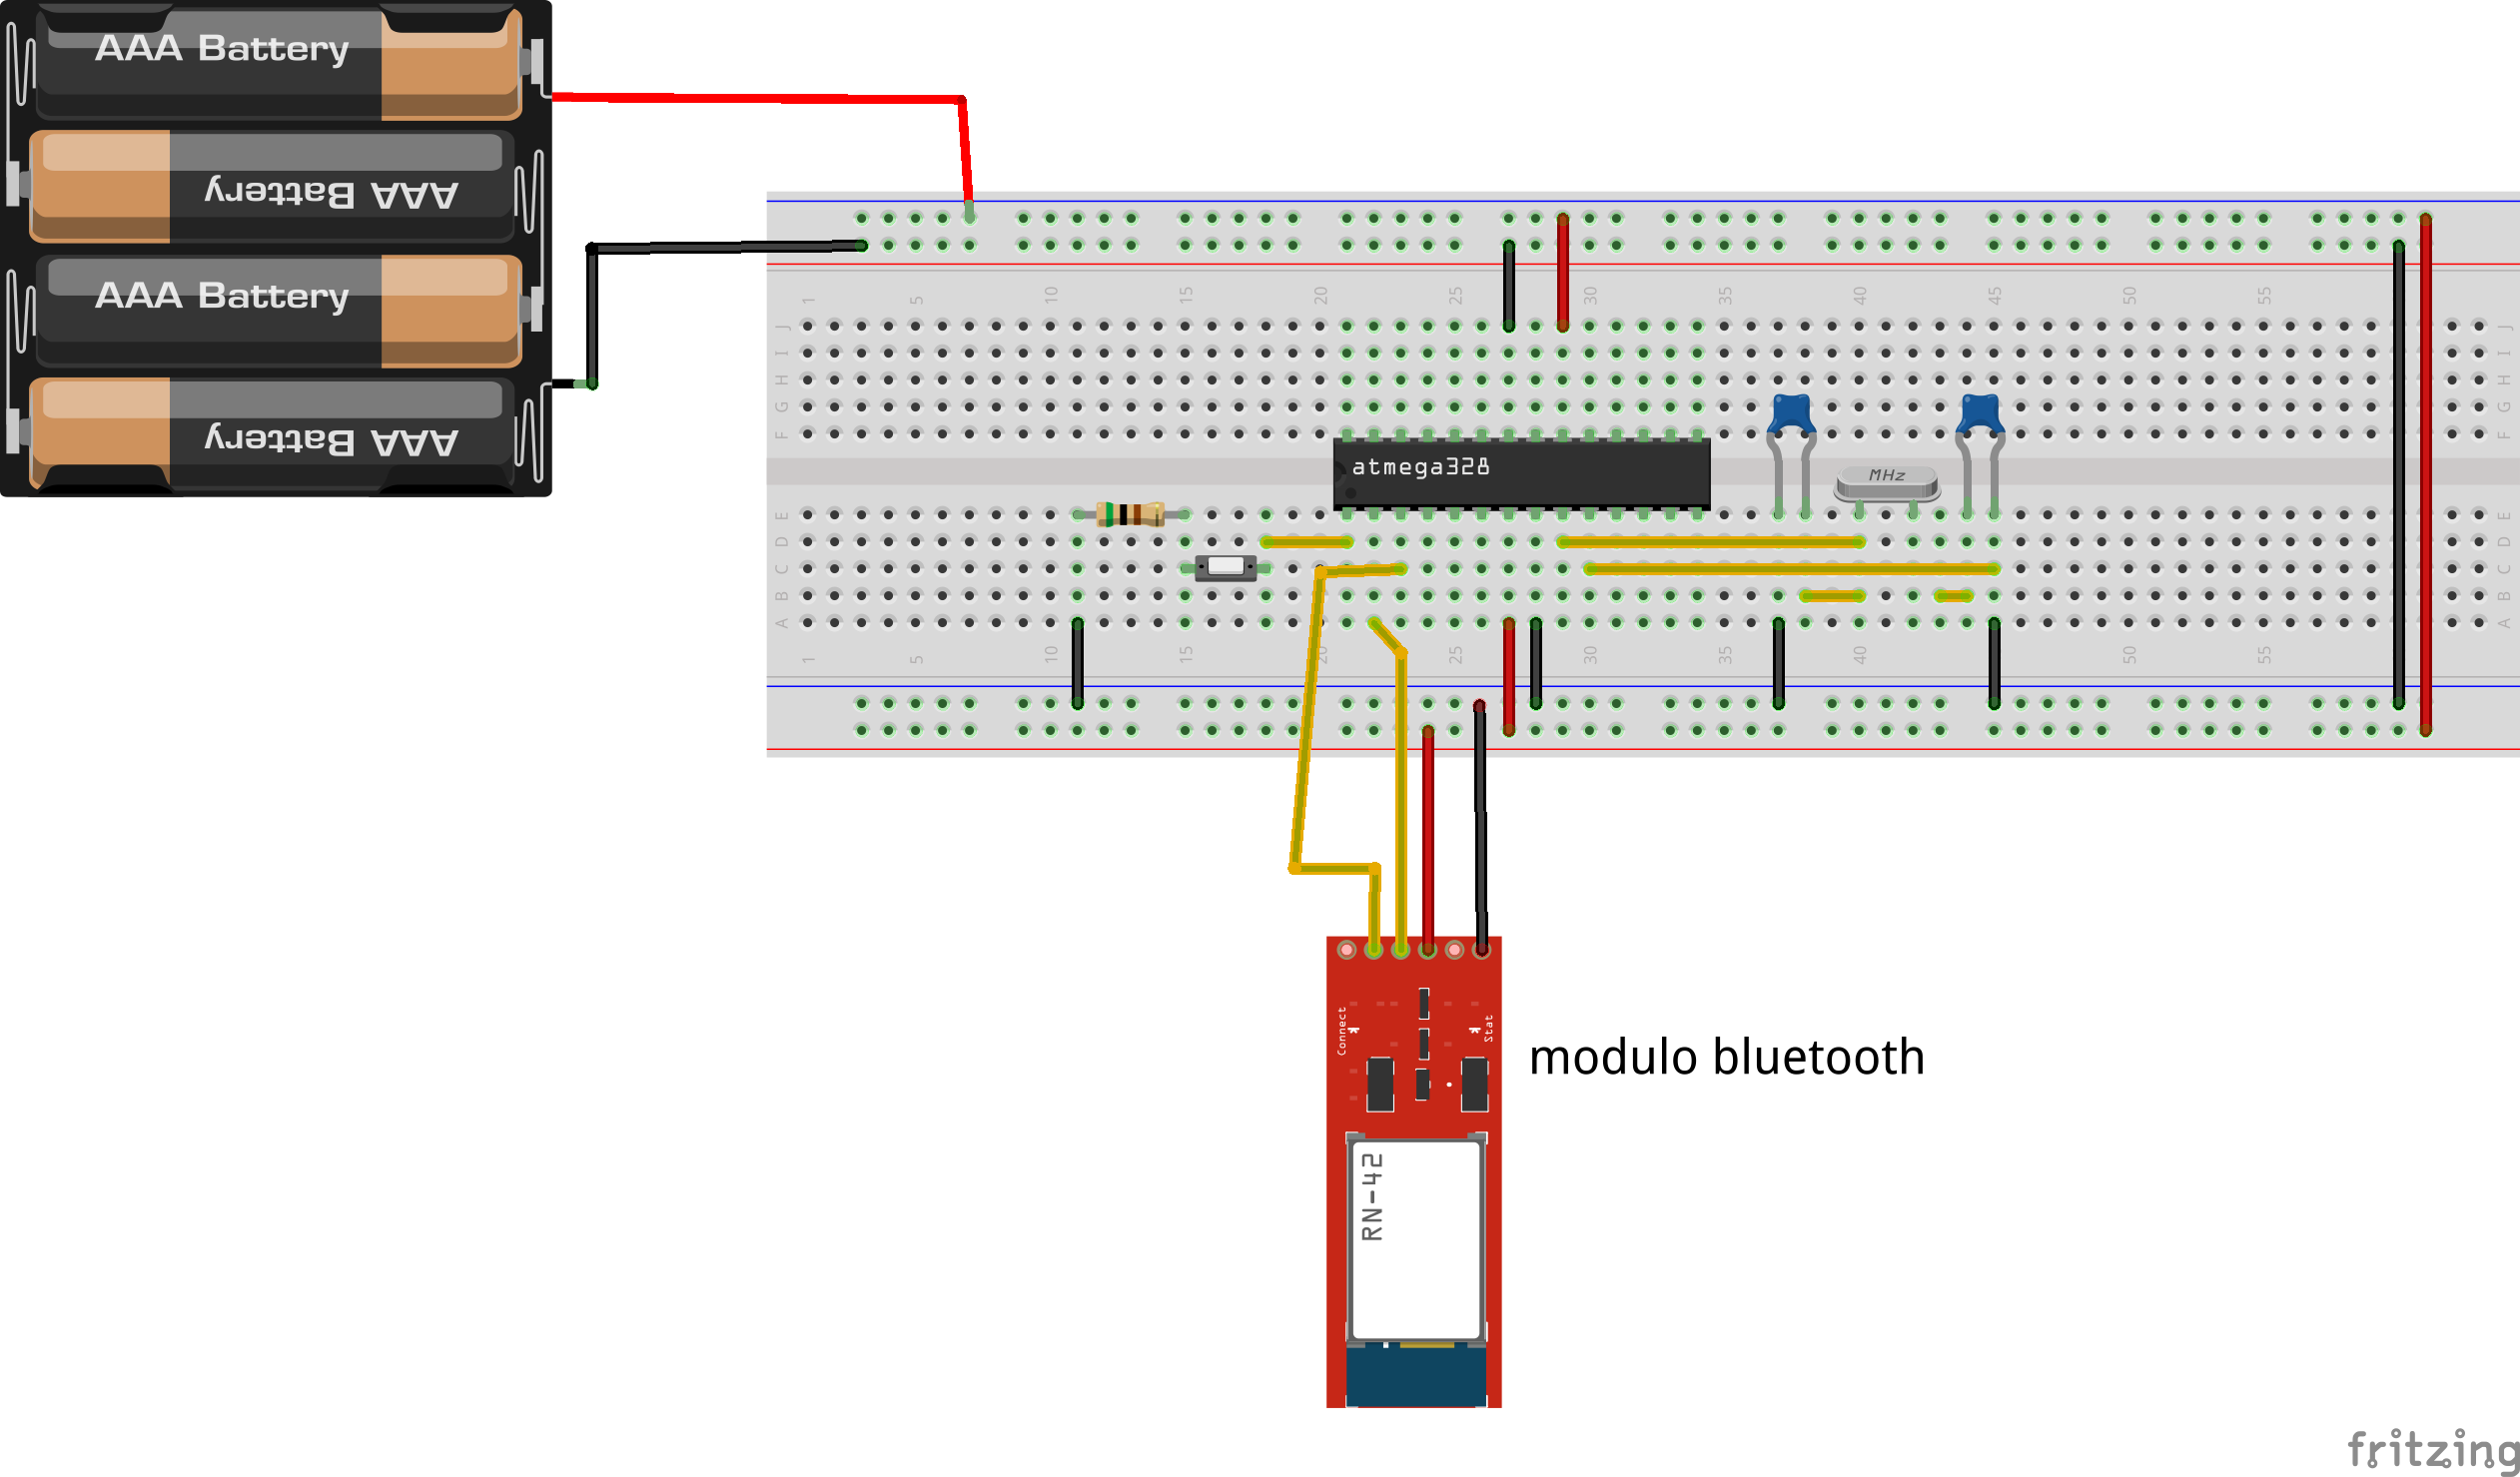 AAA Battery
AAA Battery
AAA Battery
AAA Battery
1 5 10 15 20 25 30 35 40 45 50 55
J J
I I
H H
G G
F F
atmega328
MHz
E E
D D
C C
B B
A A
1 5 10 15 20 25 30 35 40 45 50 55
Connect
Stat
modulo bluetooth
RN-42
fritzing